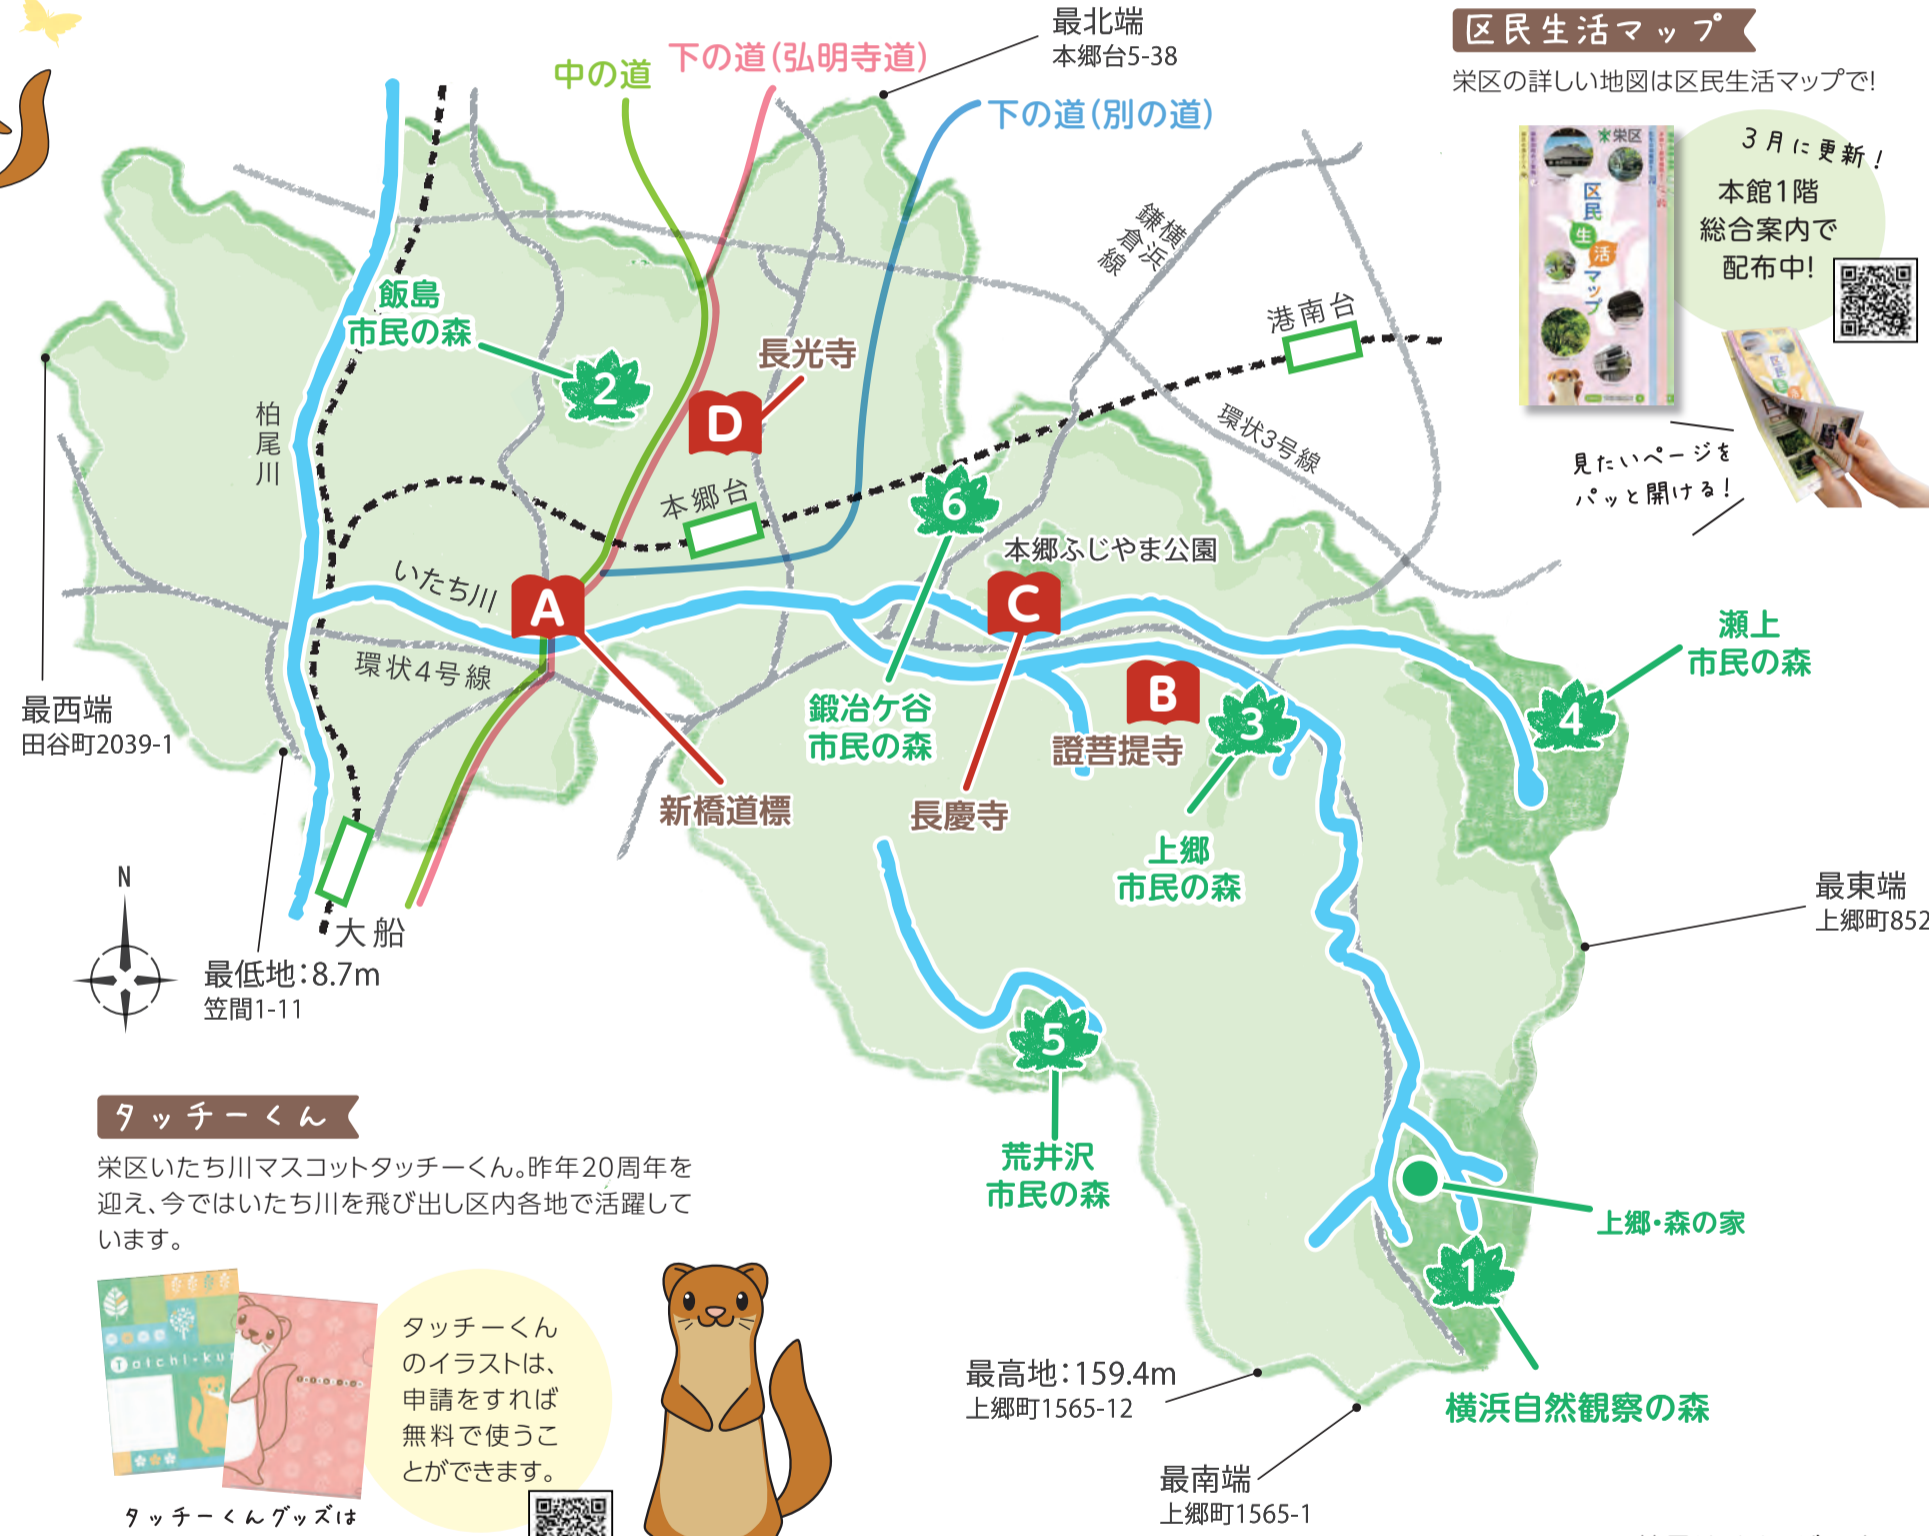 最北端
本郷台5-38
中の道
下の道（弘明寺道）
下の道（別の道）
区民生活マップ
栄区の詳しい地図は区民生活マップで！
栄区
区民生活マップ
3月に更新！
本館1階
総合案内で
配布中！
見たいページを
パッと開ける！
横浜
鎌倉線
港南台
環状3号線
飯島
市民の森
2
長光寺
D
柏尾川
本郷台
6
本郷ふじやま公園
いたち川
A
C
環状4号線
瀬上
市民の森
4
最西端
田谷町2039-1
鍛冶ケ谷
市民の森
B
3
證菩提寺
新橋道標
長慶寺
上郷
市民の森
最東端
上郷町852
N
大船
最低地：8.7m
笠間1-11
5
荒井沢
市民の森
上郷・森の家
1
横浜自然観察の森
最高地：159.4m
上郷町1565-12
最南端
上郷町1565-1
タッチーくん
栄区いたち川マスコットタッチーくん。昨年20周年を
迎え、今ではいたち川を飛び出し区内各地で活躍して
います。
Tatchi-kun
タッチーくん
のイラストは、
申請をすれば
無料で使うこ
とができます。
タッチーくんグッズは